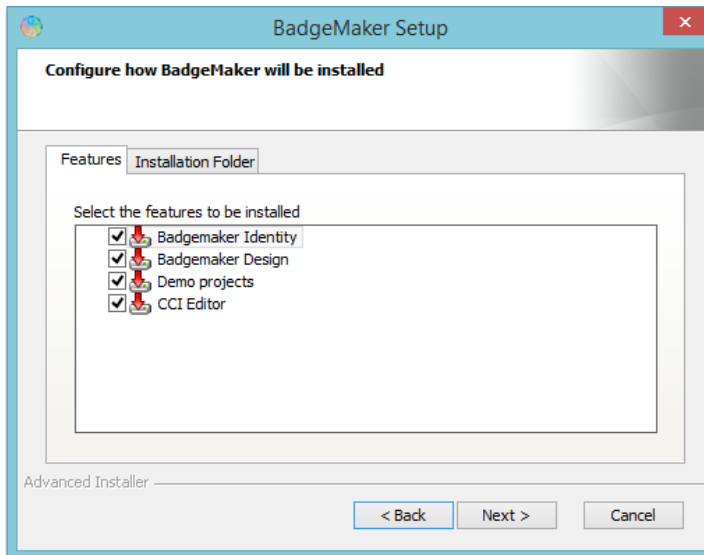 BadgeMaker Setup
Configure how BadgeMaker will be installed
Features
Installation Folder
Select the features to be installed
Badgemaker Identity
Badgemaker Design
Demo projects
CCI Editor
Advanced Installer
< Back
Next >
Cancel